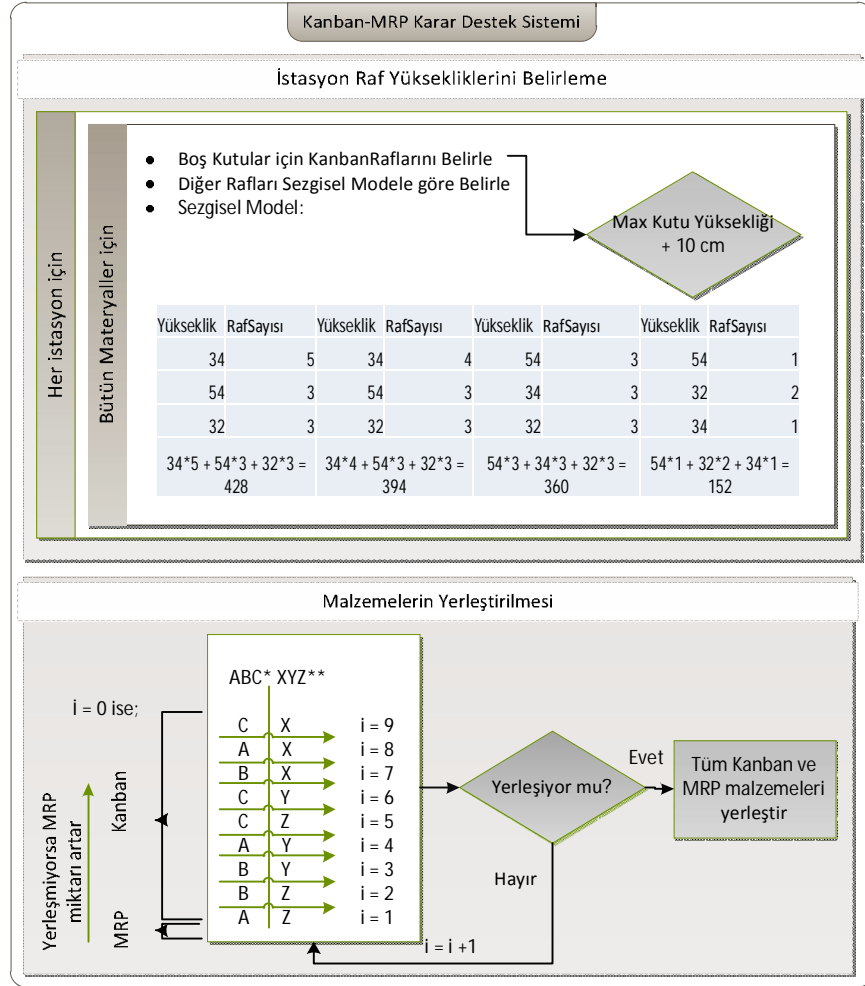 Kanban-MRP Karar Destek Sistemi
İstasyon Raf Yüksekliklerini Belirleme
Her istasyon için
Bütün Materyaller için
• Boş Kutular için KanbanRaflarını Belirle
• Diğer Rafları Sezgisel Modele göre Belirle
• Sezgisel Model:
Max Kutu Yüksekliği
+ 10 cm
Yükseklik RafSayısı Yükseklik RafSayısı Yükseklik RafSayısı Yükseklik RafSayısı
34 5 34 4 54 3 54 1
54 3 54 3 34 3 32 2
32 3 32 3 32 3 34 1
34*5 + 54*3 + 32*3 = 34*4 + 54*3 + 32*3 = 54*3 + 34*3 + 32*3 = 54*1 + 32*2 + 34*1 =
428 394 360 152
Malzemelerin Yerleştirilmesi
ABC* XYZ**
İ = 0 ise;
C X i = 9
A X i = 8
B X i = 7
C Y i = 6
C Z i = 5
A Y i = 4
B Y i = 3
B Z i = 2
A Z i = 1
Yerleşmiyorsa MRP
miktarı artar
Kanban
MRP
Yerleşiyor mu?
Evet
Tüm Kanban ve
MRP malzemeleri
yerleştir
Hayır
i = i +1